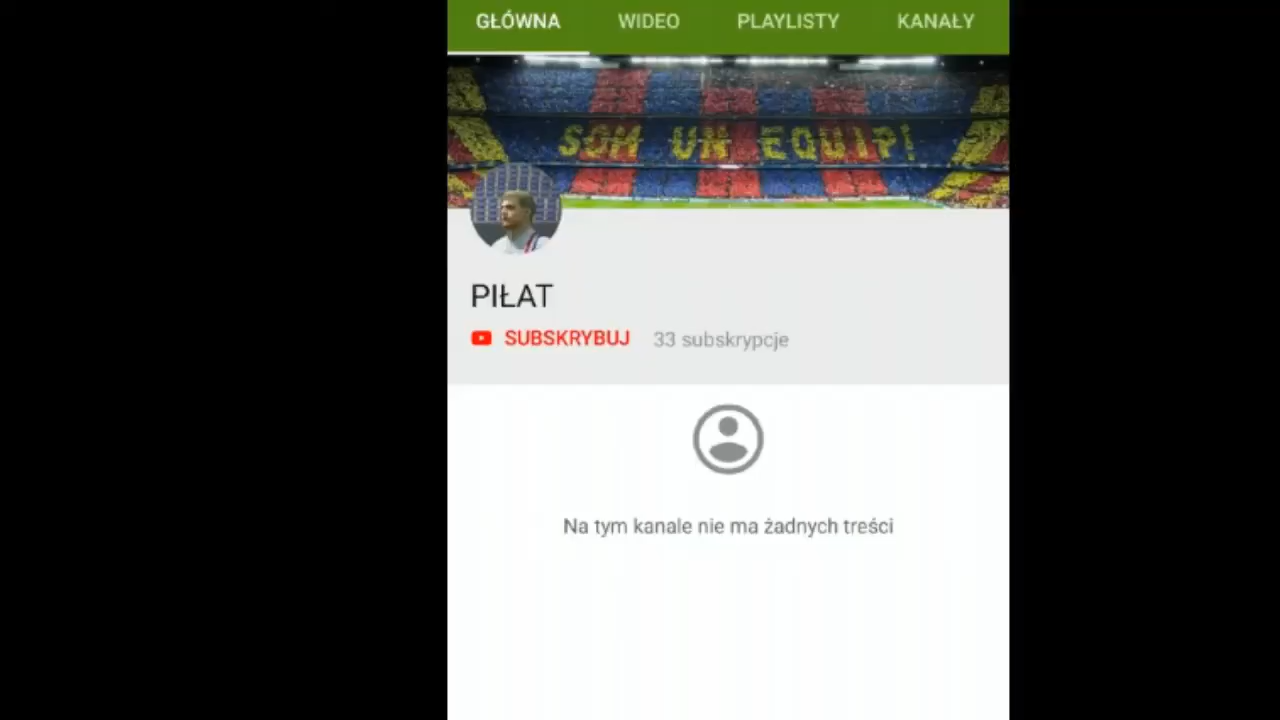 GŁÓWNA WIDEO PLAYLISTY KANAŁY
SOM UN EQUIP!
PIŁAT
SUBSKRYBUJ 33 subskrypcje
Na tym kanale nie ma żadnych treści